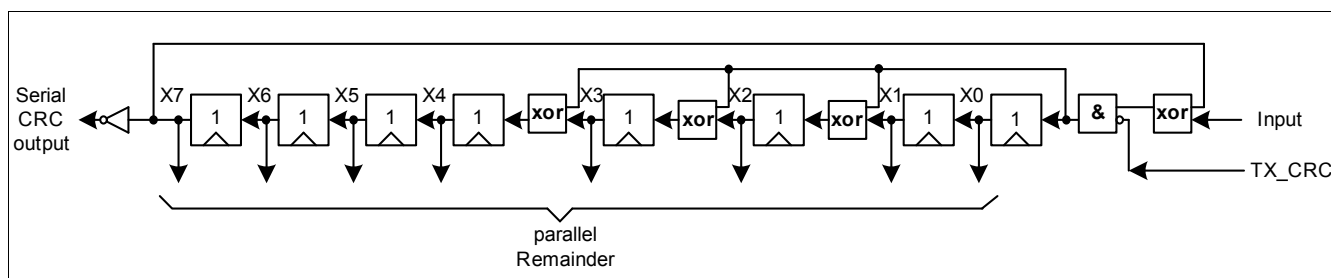 X7 X6 X5 X4 X3 X2 X1 X0
Serial
CRC
output
1 1 1 1 xor 1 xor 1 xor 1 1 & xor
Input
TX_CRC
parallel
Remainder